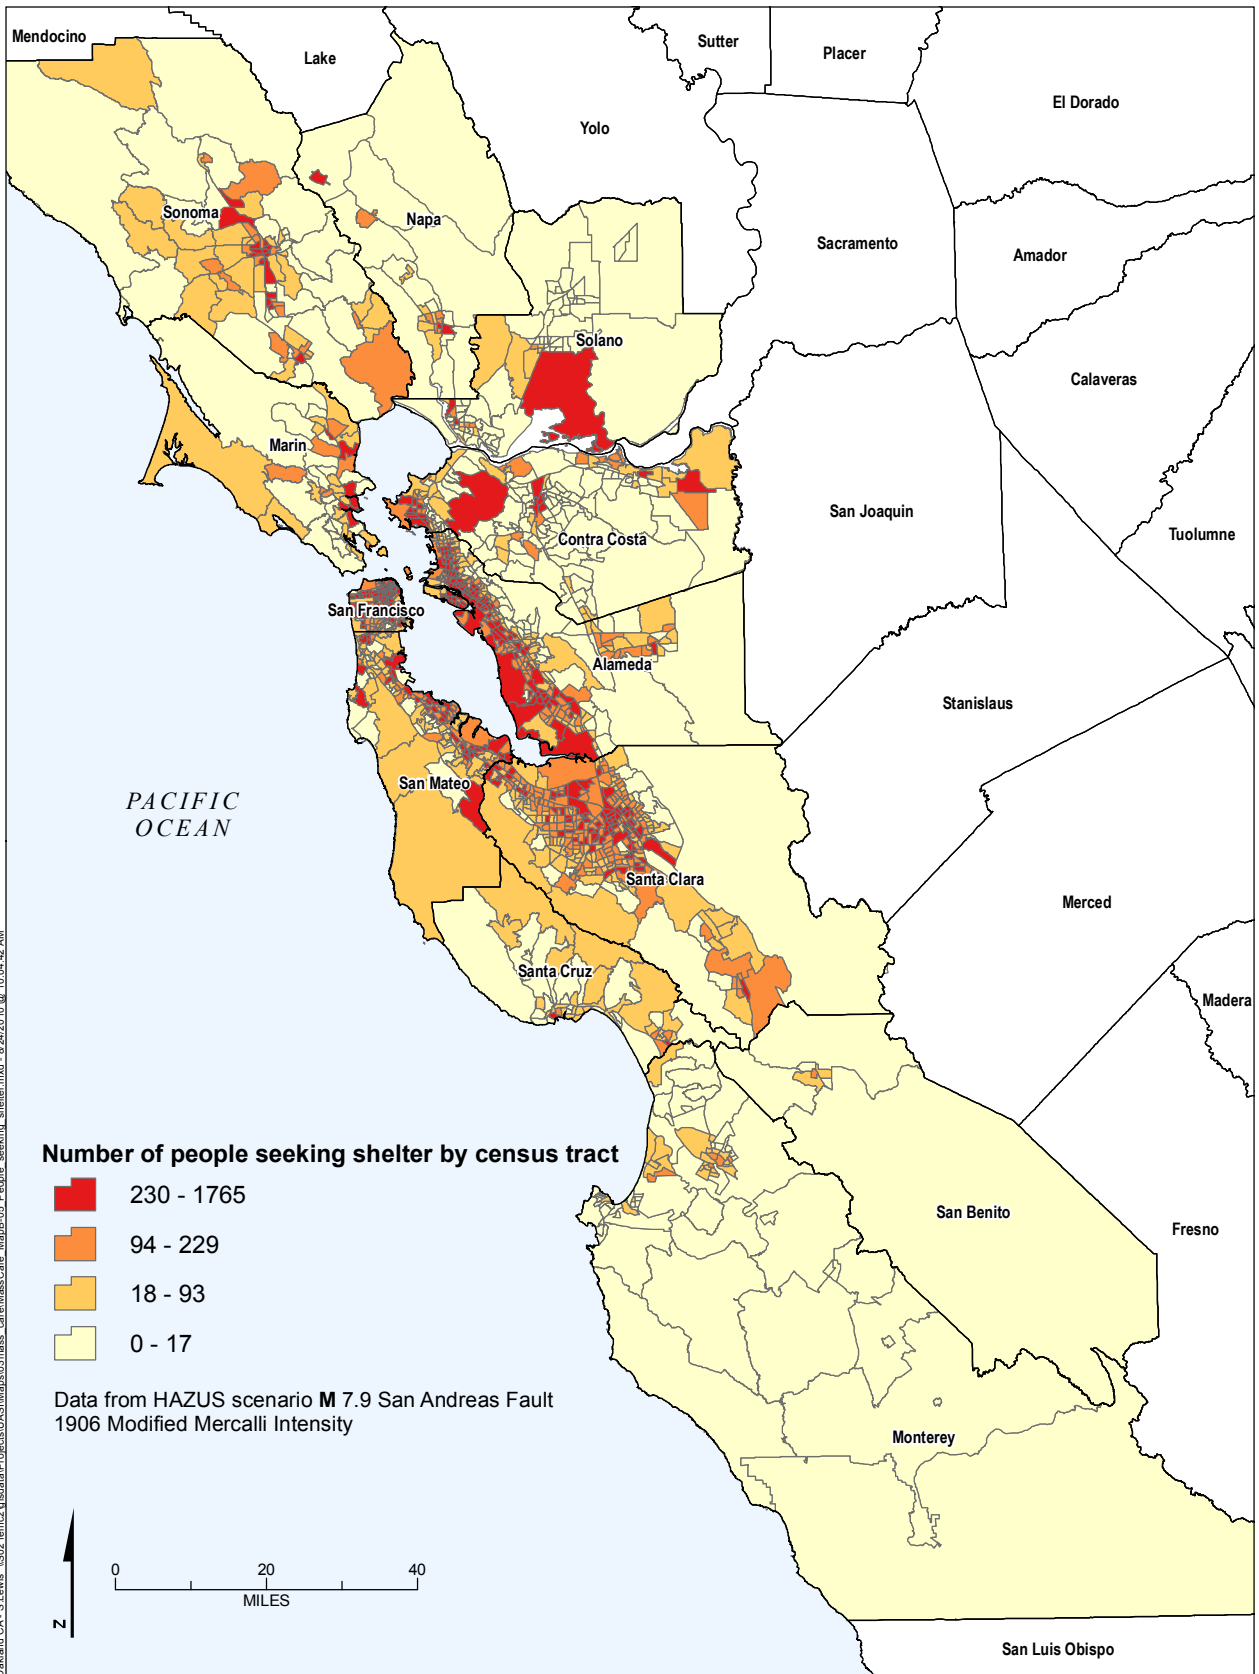 Mendocino
Lake
Sutter
Placer
El Dorado
Yolo
Sonoma
Napa
Sacramento
Amador
Solano
Calaveras
Marin
San Joaquin
Contra Costa
Tuolumne
San Francisco
Alameda
Stanislaus
San Mateo
PACIFIC
OCEAN
Santa Clara
Merced
Santa Cruz
Madera
San Benito
Fresno
Monterey
San Luis Obispo
Number of people seeking shelter by census tract
230 - 1765
94 - 229
18 - 93
0 - 17
Data from HAZUS scenario M 7.9 San Andreas Fault
1906 Modified Mercalli Intensity
0 20 40
MILES
N